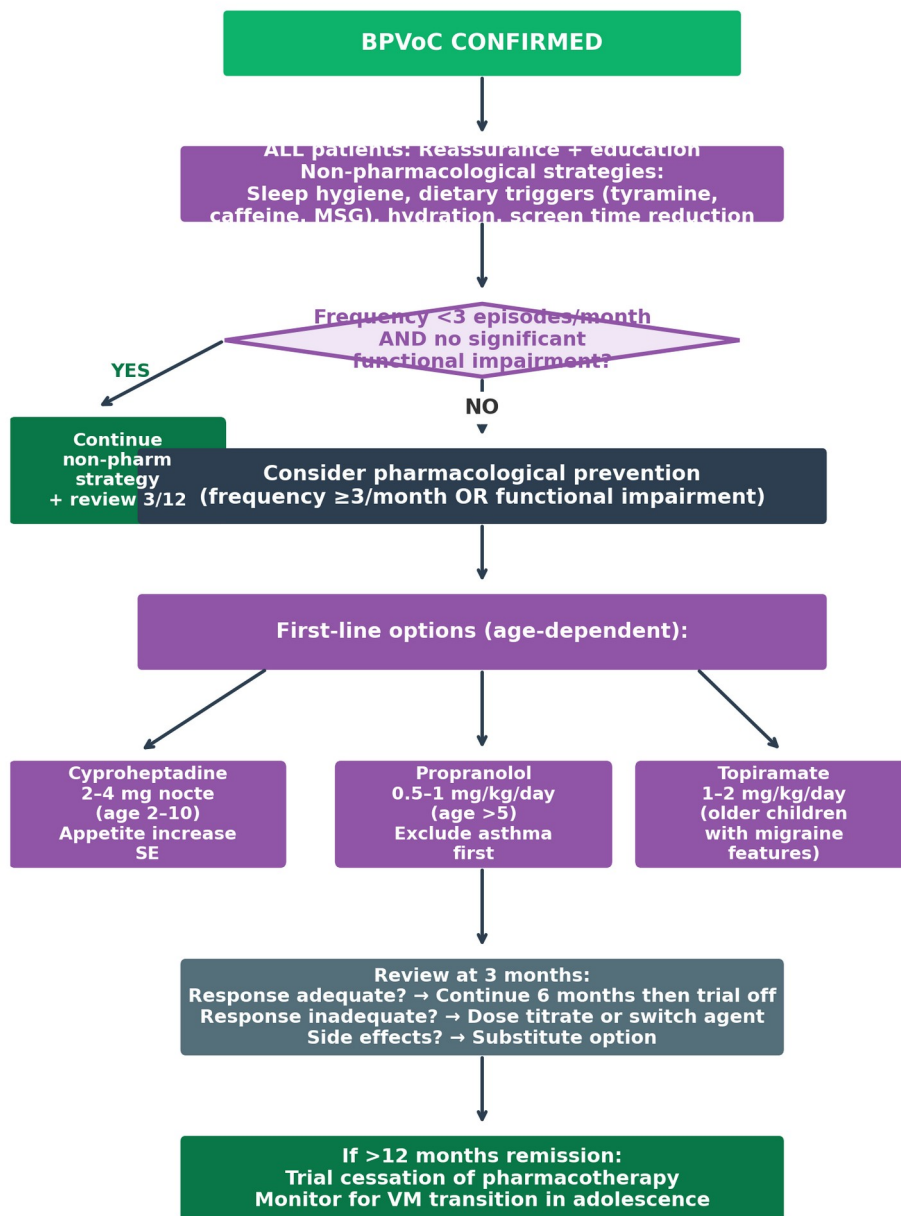 BPVoC CONFIRMED
ALL patients: Reassurance + education
Non-pharmacological strategies:
Sleep hygiene, dietary triggers (tyramine,
caffeine, MSG), hydration, screen time reduction
Frequency <3 episodes/month
AND no significant
functional impairment?
YES
NO
Continue
non-pharm
strategy
+ review 3/12
Consider pharmacological prevention
(frequency ≥3/month OR functional impairment)
First-line options (age-dependent):
Cyproheptadine
2–4 mg nocte
(age 2–10)
Appetite increase
SE
Propranolol
0.5–1 mg/kg/day
(age >5)
Exclude asthma
first
Topiramate
1–2 mg/kg/day
(older children
with migraine
features)
Review at 3 months:
Response adequate? → Continue 6 months then trial off
Response inadequate? → Dose titrate or switch agent
Side effects? → Substitute option
If >12 months remission:
Trial cessation of pharmacotherapy
Monitor for VM transition in adolescence